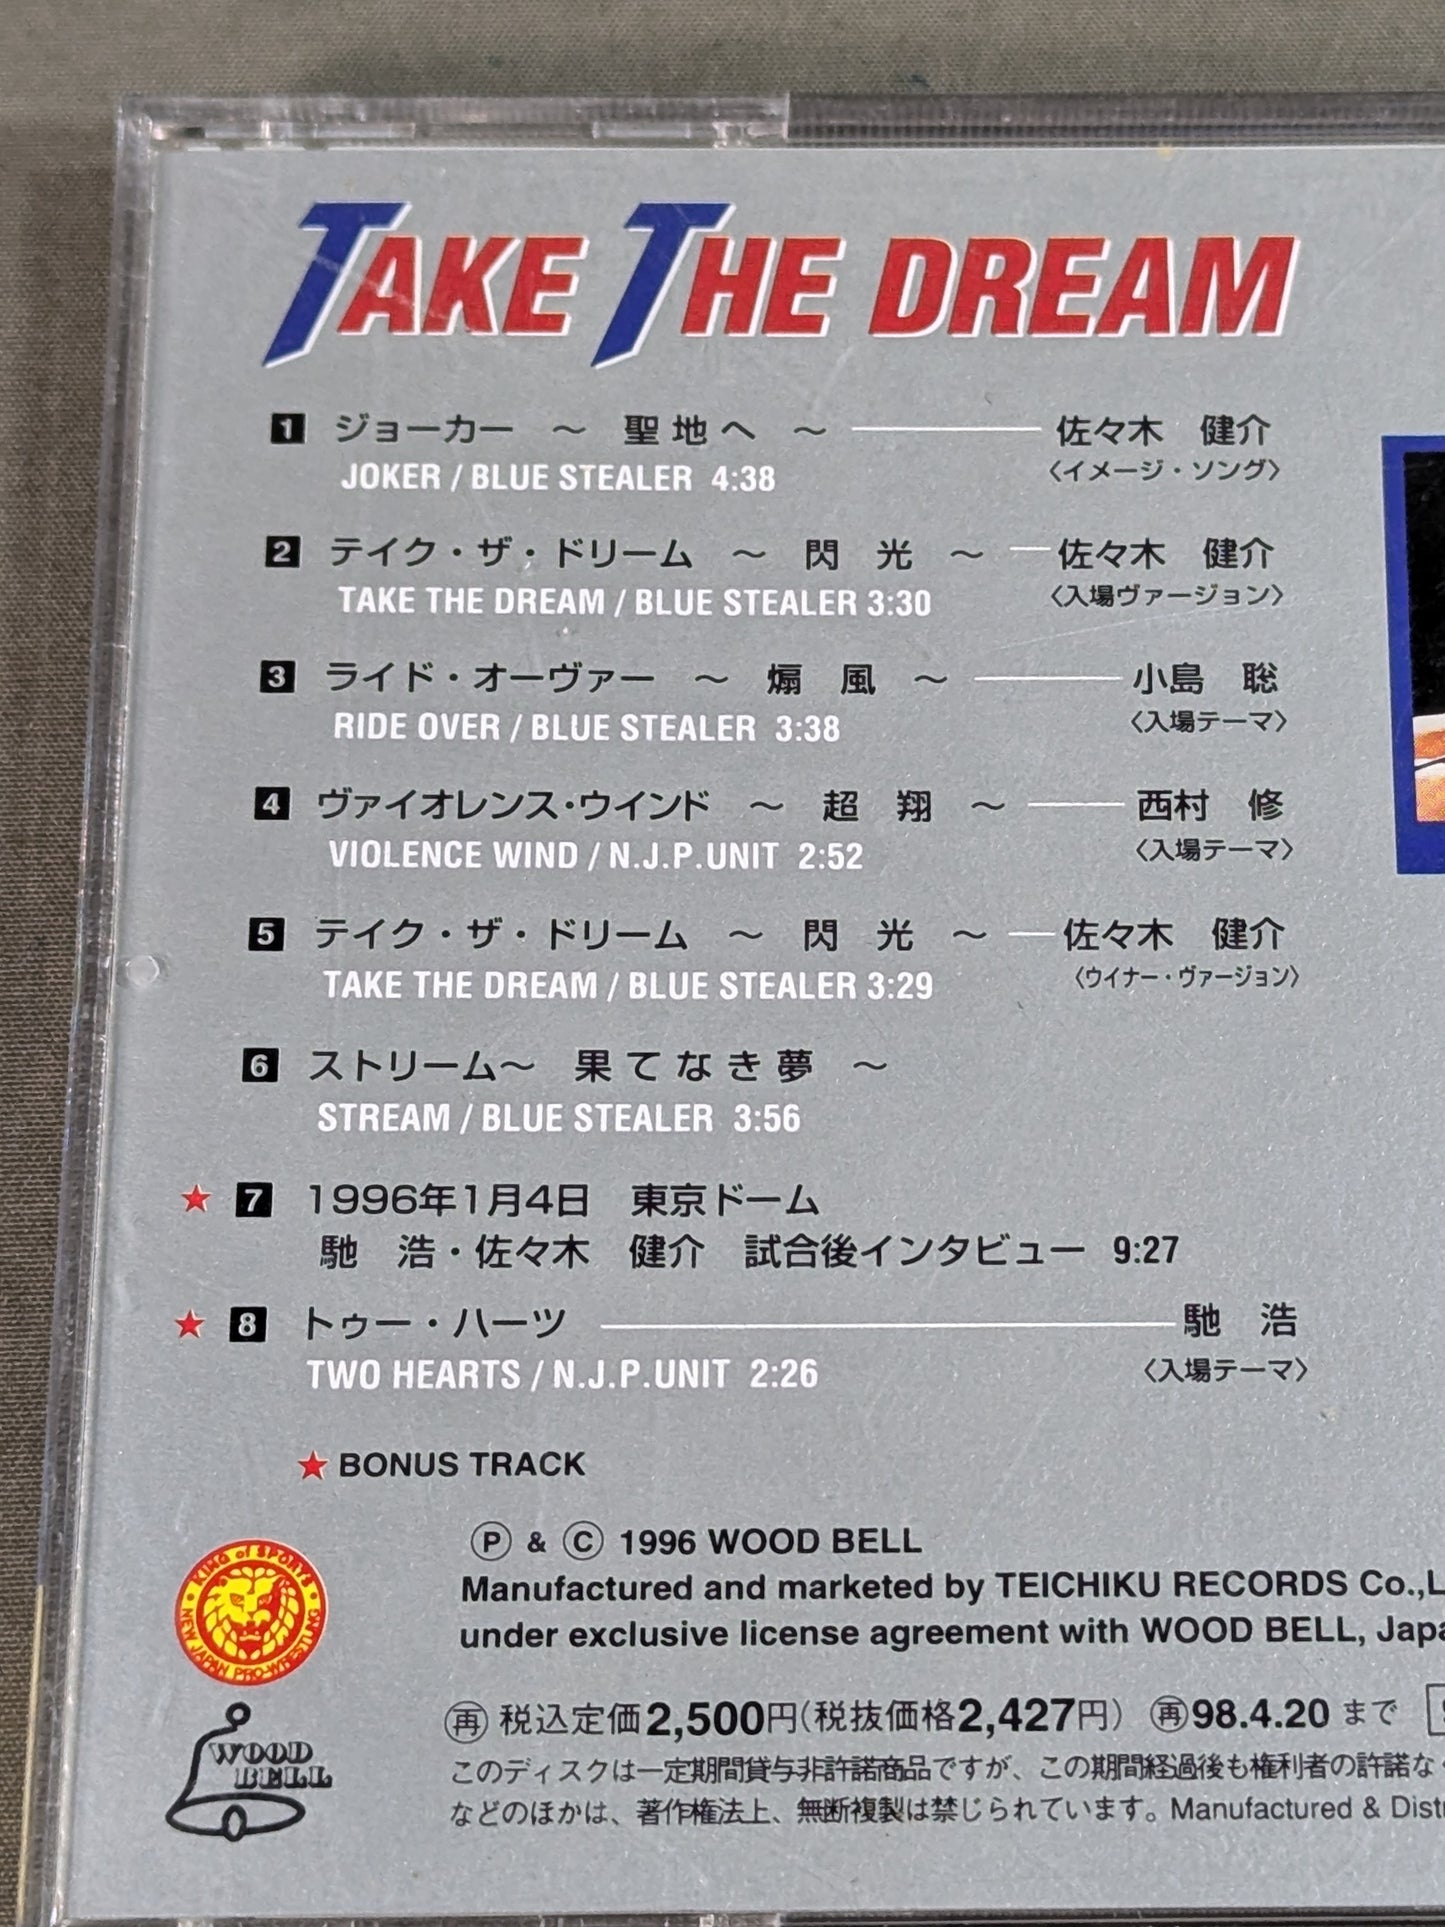 TAKE THE DREAM
1 ジョーカー ～ 聖地へ ～ 佐々木 健介
JOKER / BLUE STEALER 4:38 〈イメージ・ソング〉
2 テイク・ザ・ドリーム ～ 閃光 ～ 佐々木 健介
TAKE THE DREAM / BLUE STEALER 3:30 〈入場ヴァージョン〉
3 ライド・オーヴァー ～ 煽風 ～ 小島 聡
RIDE OVER / BLUE STEALER 3:38 〈入場テーマ〉
4 ヴァイオレンス・ウインド ～ 超翔 ～ 西村 修
VIOLENCE WIND / N.J.P.UNIT 2:52 〈入場テーマ〉
5 テイク・ザ・ドリーム ～ 閃光 ～ 佐々木 健介
TAKE THE DREAM / BLUE STEALER 3:29 〈ウイナー・ヴァージョン〉
6 ストリーム～ 果てなき夢 ～
STREAM / BLUE STEALER 3:56
★ 7 1996年1月4日 東京ドーム
馳 浩・佐々木 健介 試合後インタビュー 9:27
★ 8 トゥー・ハーツ 馳 浩
TWO HEARTS / N.J.P.UNIT 2:26 〈入場テーマ〉
★ BONUS TRACK
Ⓟ & Ⓒ 1996 WOOD BELL
Manufactured and marketed by TEICHIKU RECORDS Co.,L
under exclusive license agreement with WOOD BELL, Japa
KING of SPORTS
NEW JAPAN PRO-WRESTLING
WOOD
BELL
㊢ 税込定価2,500円(税抜価格2,427円) 再98.4.20 まで
このディスクは一定期間貸与非許諾商品ですが、この期間経過後も権利者の許諾な
などのほかは、著作権法上、無断複製は禁じられています。Manufactured & Dist